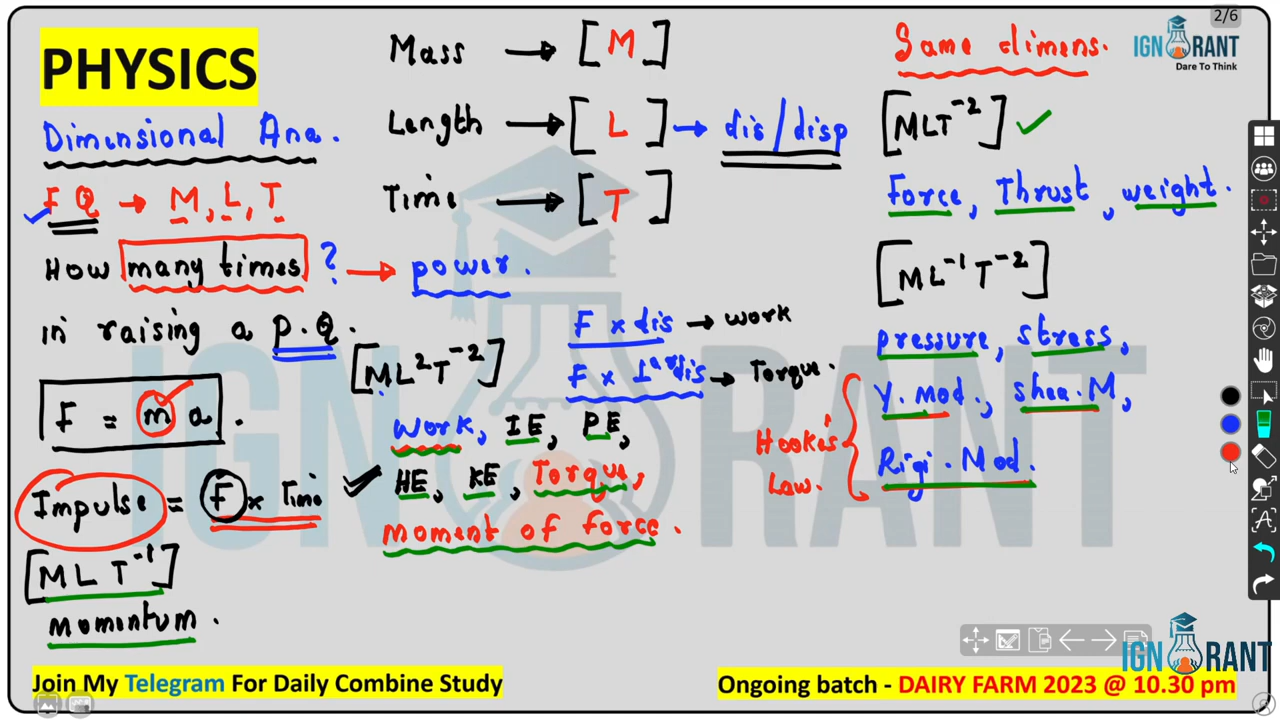 2/6
IGNORANT
Dare To Think
PHYSICS
Dimensional Ana.
F Q → M, L, T
How many times ? → power.
in raising a P.Q.
F = m a.
Impulse = F x Time
[M L T⁻¹]
momentum.
Mass → [M]
Length → [L] → dis/disp
Time → [T]
F x dis → work
F x ⊥ar dis → Torque.
[ML²T⁻²]
work, IE, PE,
HE, KE, Torque,
moment of force.
Same dimens.
[MLT⁻²] ✓
Force, Thrust, weight.
[ML⁻¹T⁻²]
pressure, stress,
Y. mod, shea. M,
Rigi. Mod.
Hooke's
Law.
IGNORANT
IGNORANT
Join My Telegram For Daily Combine Study
Ongoing batch - DAIRY FARM 2023 @ 10.30 pm